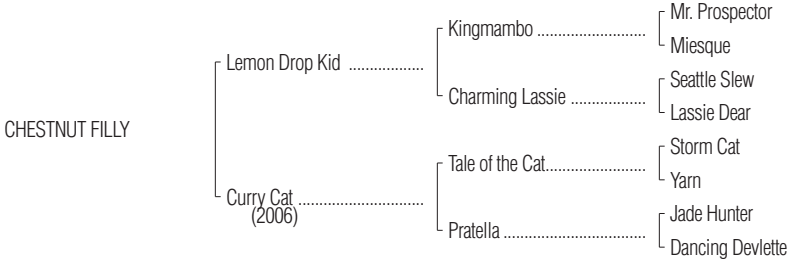 Mr. Prospector
Kingmambo ..........................
Miesque
Lemon Drop Kid ..................
Seattle Slew
Charming Lassie ..................
Lassie Dear
CHESTNUT FILLY
Storm Cat
Tale of the Cat........................
Yarn
Curry Cat ..............................
(2006)
Jade Hunter
Pratella ..................................
Dancing Devlette